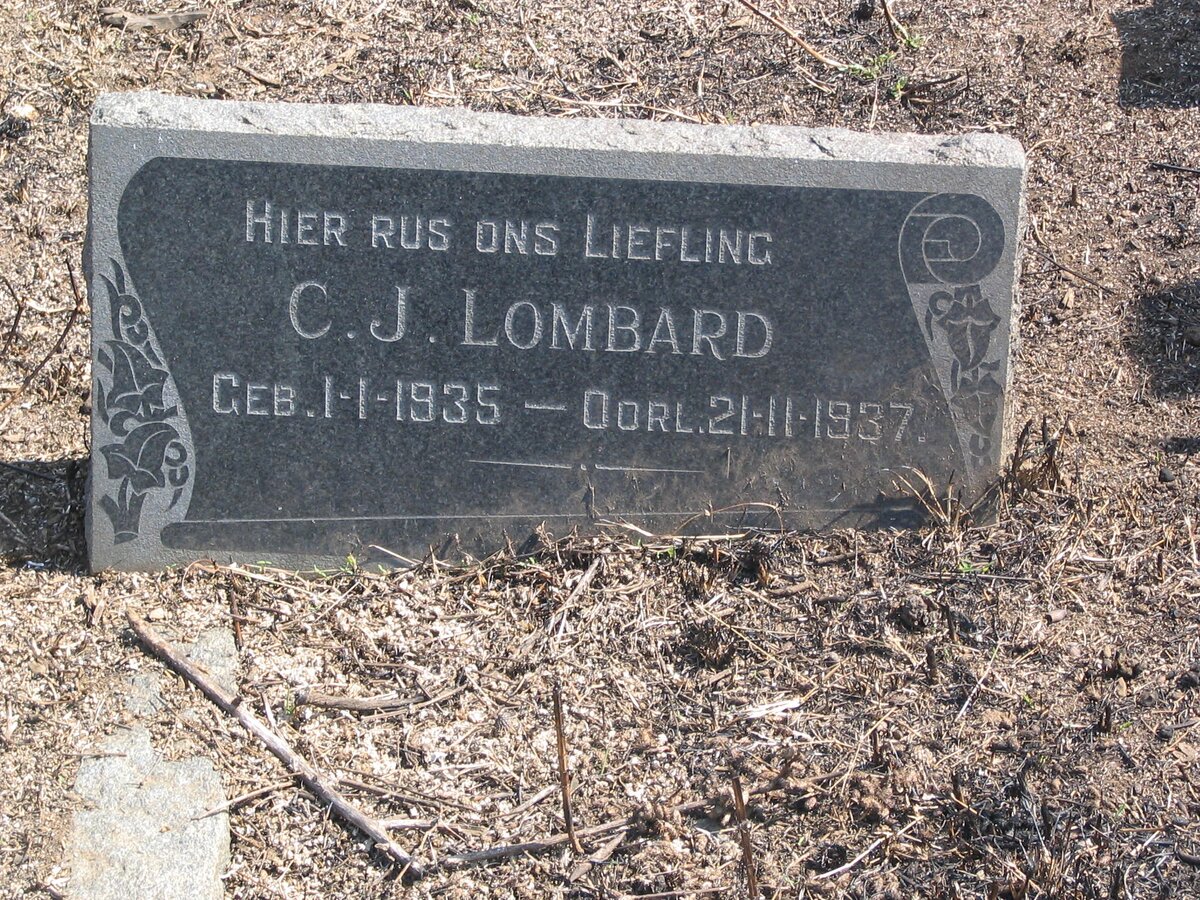 HIER RUS ONS LIEFLING
C. J. LOMBARD
GEB. 1-1-1935 — OORL. 21-11-1937.